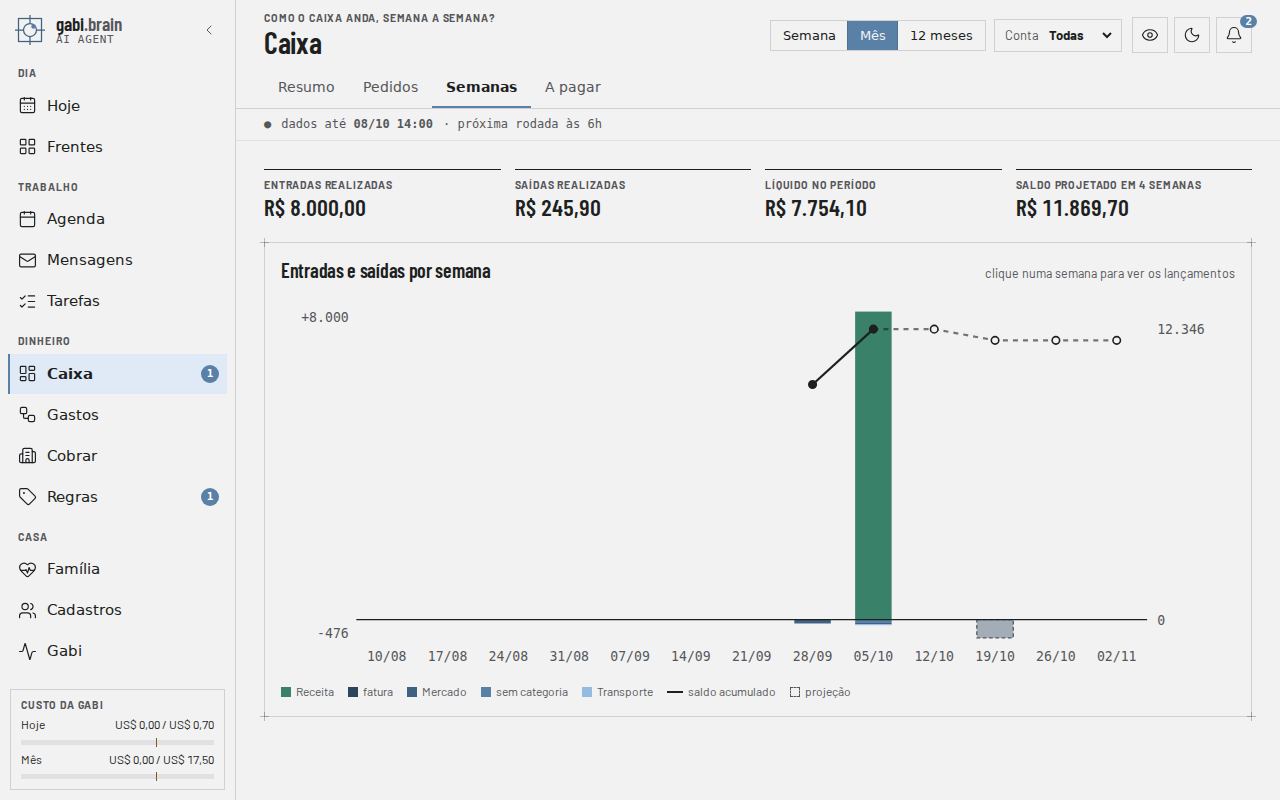 gabi.brain
AI AGENT
DIA
Hoje
Frentes
TRABALHO
Agenda
Mensagens
Tarefas
DINHEIRO
Caixa 1
Gastos
Cobrar
Regras 1
CASA
Família
Cadastros
Gabi
CUSTO DA GABI
Hoje US$ 0,00 / US$ 0,70
Mês US$ 0,00 / US$ 17,50
COMO O CAIXA ANDA, SEMANA A SEMANA?
Caixa
Semana Mês 12 meses
Conta Todas
2
Resumo Pedidos Semanas A pagar
● dados até 08/10 14:00 · próxima rodada às 6h
ENTRADAS REALIZADAS
R$ 8.000,00
SAÍDAS REALIZADAS
R$ 245,90
LÍQUIDO NO PERÍODO
R$ 7.754,10
SALDO PROJETADO EM 4 SEMANAS
R$ 11.869,70
Entradas e saídas por semana
clique numa semana para ver os lançamentos
+8.000
12.346
-476
0
10/08 17/08 24/08 31/08 07/09 14/09 21/09 28/09 05/10 12/10 19/10 26/10 02/11
Receita fatura Mercado sem categoria Transporte saldo acumulado projeção